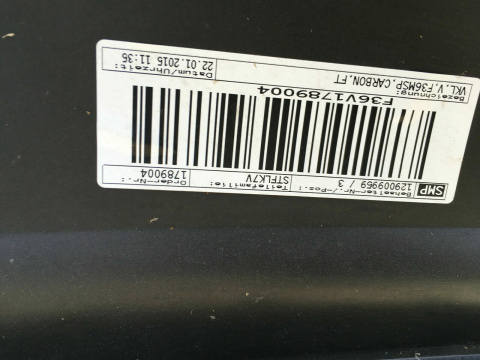 SMP
Behaelter-Nr./Pos.:
129009969 / 3
Teilefamilie:
STFLK7V
Order-Nr.:
1789004
F36V1789004
Bezeichnung:
VKL.V.F36MSP.CARBON.FT
Datum/Uhrzeit:
22.01.2015 11:35